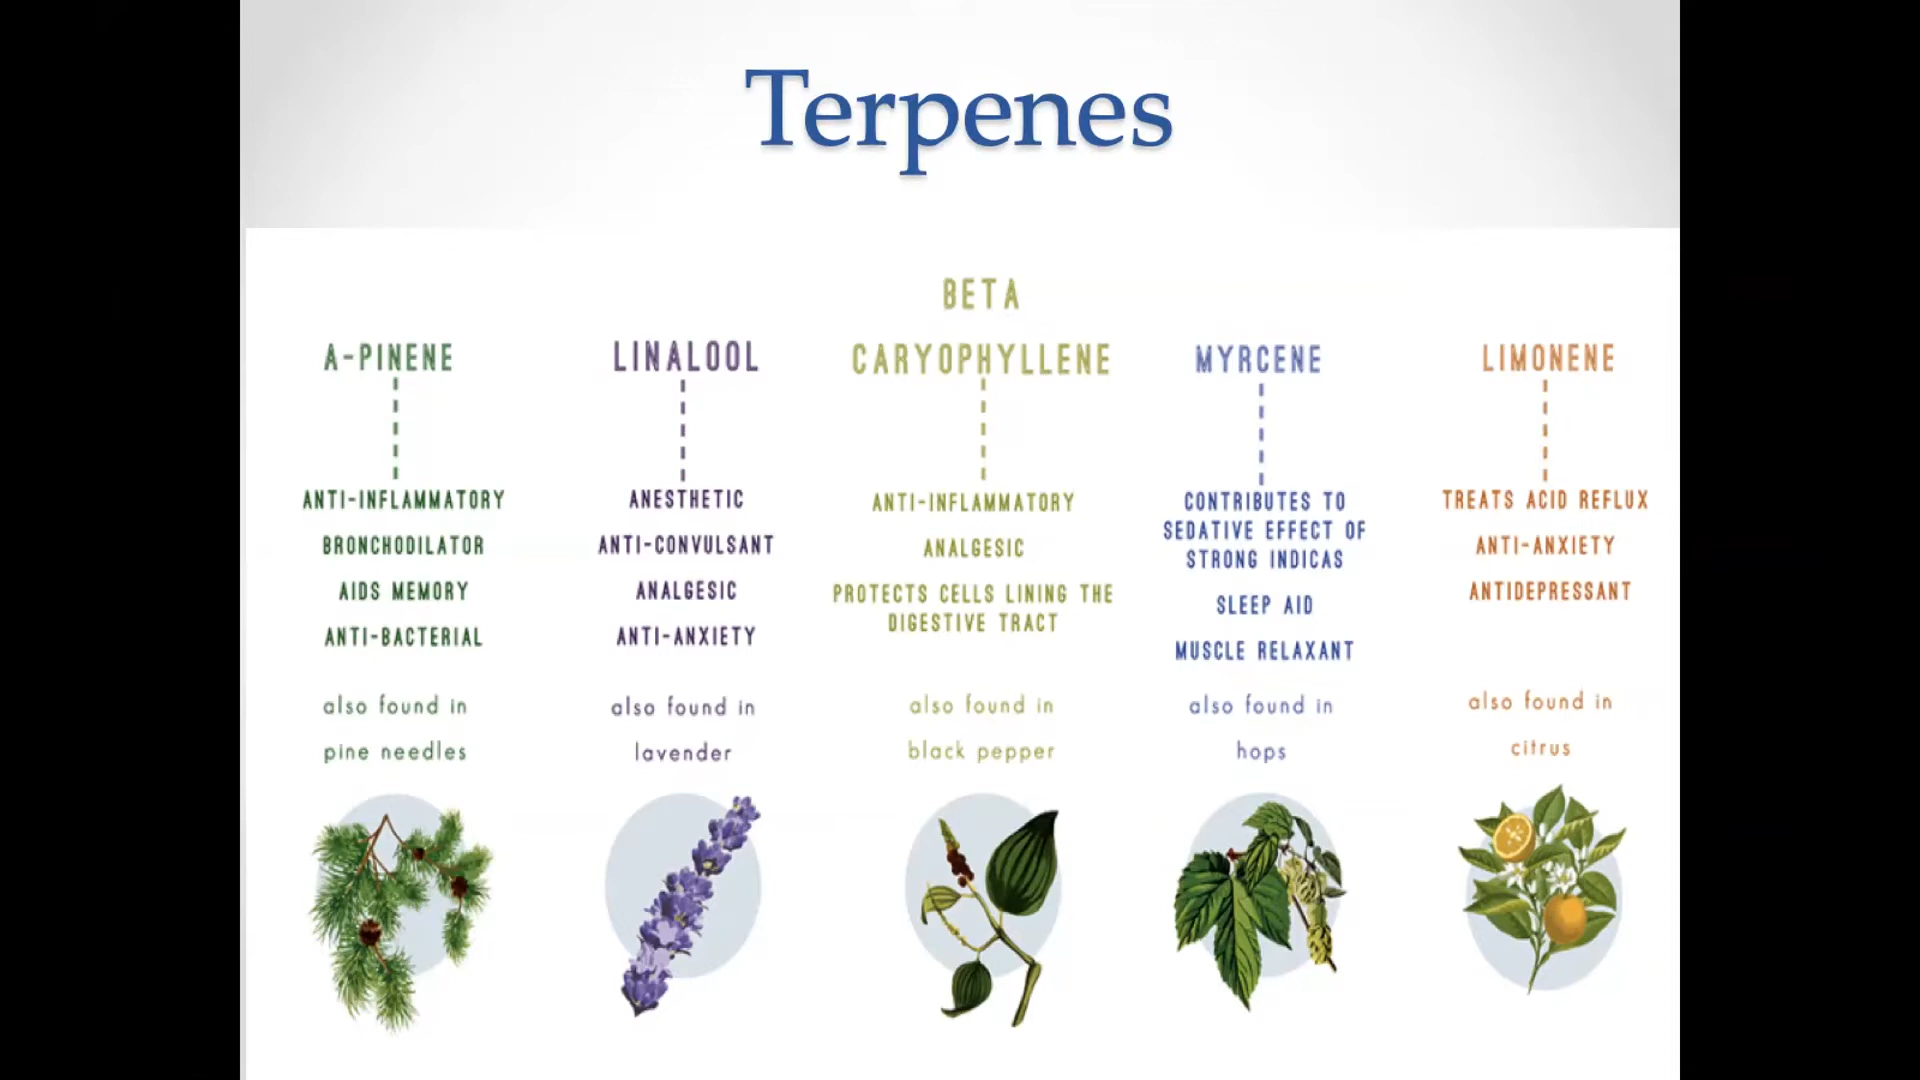 Terpenes
A-PINENE
ANTI-INFLAMMATORY
BRONCHODILATOR
AIDS MEMORY
ANTI-BACTERIAL
also found in
pine needles
LINALOOL
ANESTHETIC
ANTI-CONVULSANT
ANALGESIC
ANTI-ANXIETY
also found in
lavender
BETA
CARYOPHYLLENE
ANTI-INFLAMMATORY
ANALGESIC
PROTECTS CELLS LINING THE
DIGESTIVE TRACT
also found in
black pepper
MYRCENE
CONTRIBUTES TO
SEDATIVE EFFECT OF
STRONG INDICAS
SLEEP AID
MUSCLE RELAXANT
also found in
hops
LIMONENE
TREATS ACID REFLUX
ANTI-ANXIETY
ANTIDEPRESSANT
also found in
citrus